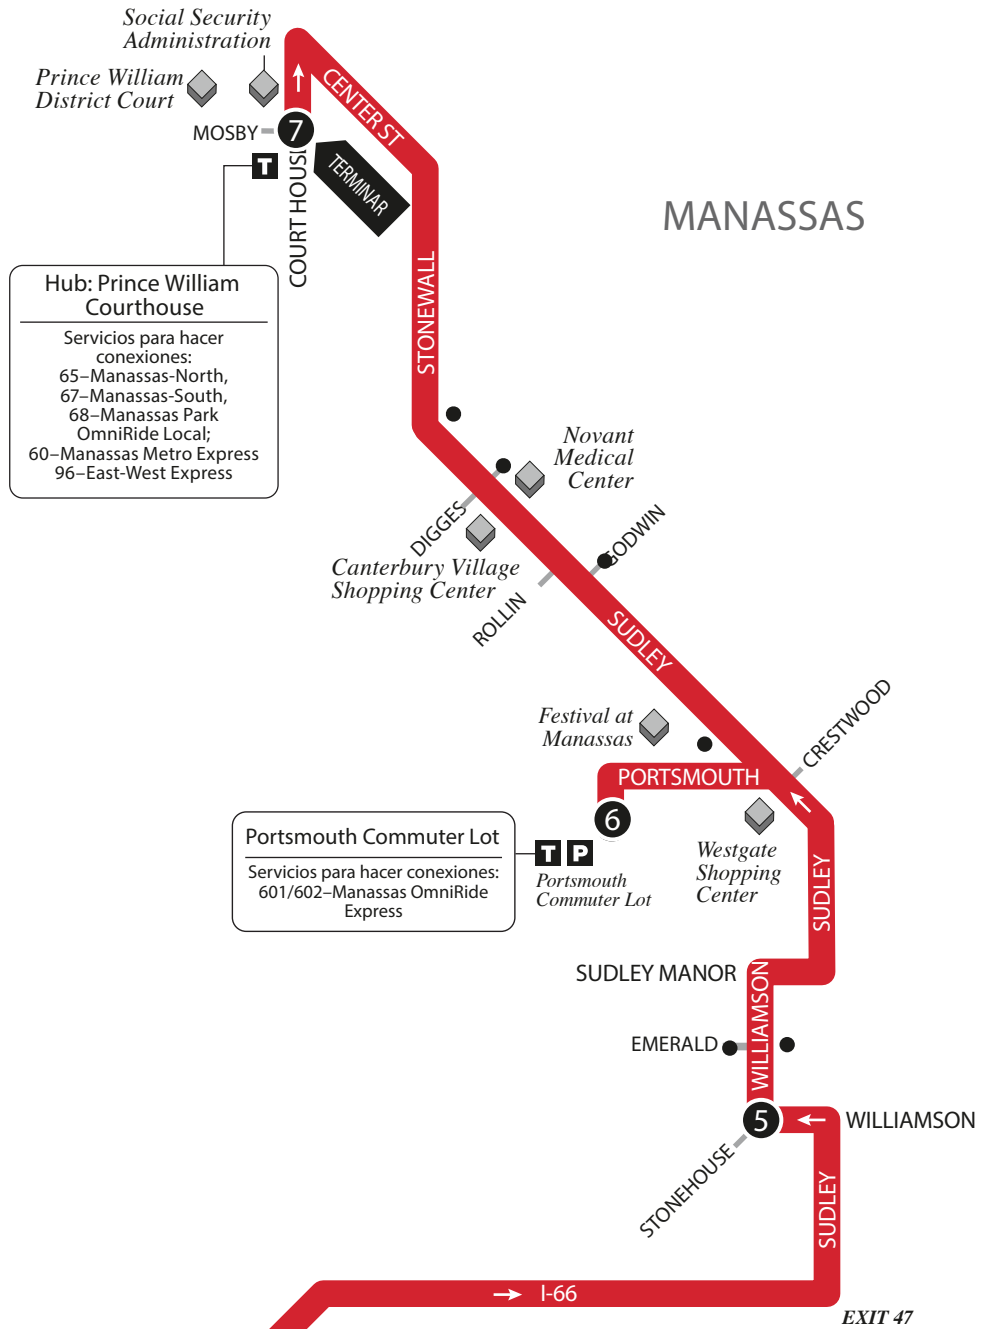 Social Security
Administration
Prince William
District Court
CENTER ST
MOSBY
7
T
COURT HOUS
TERMINAR
MANASSAS
Hub: Prince William
Courthouse
Servicios para hacer
conexiones:
65–Manassas-North,
67–Manassas-South,
68–Manassas Park
OmniRide Local;
60–Manassas Metro Express
96–East-West Express
STONEWALL
Novant
Medical
Center
DIGGES
GODWIN
Canterbury Village
Shopping Center
ROLLIN
SUDLEY
CRESTWOOD
Festival at
Manassas
PORTSMOUTH
6
Portsmouth Commuter Lot
Servicios para hacer conexiones:
601/602–Manassas OmniRide
Express
T P
Portsmouth
Commuter Lot
Westgate
Shopping
Center
SUDLEY
SUDLEY MANOR
WILLIAMSON
EMERALD
5
WILLIAMSON
STONEHOUSE
SUDLEY
I-66
EXIT 47